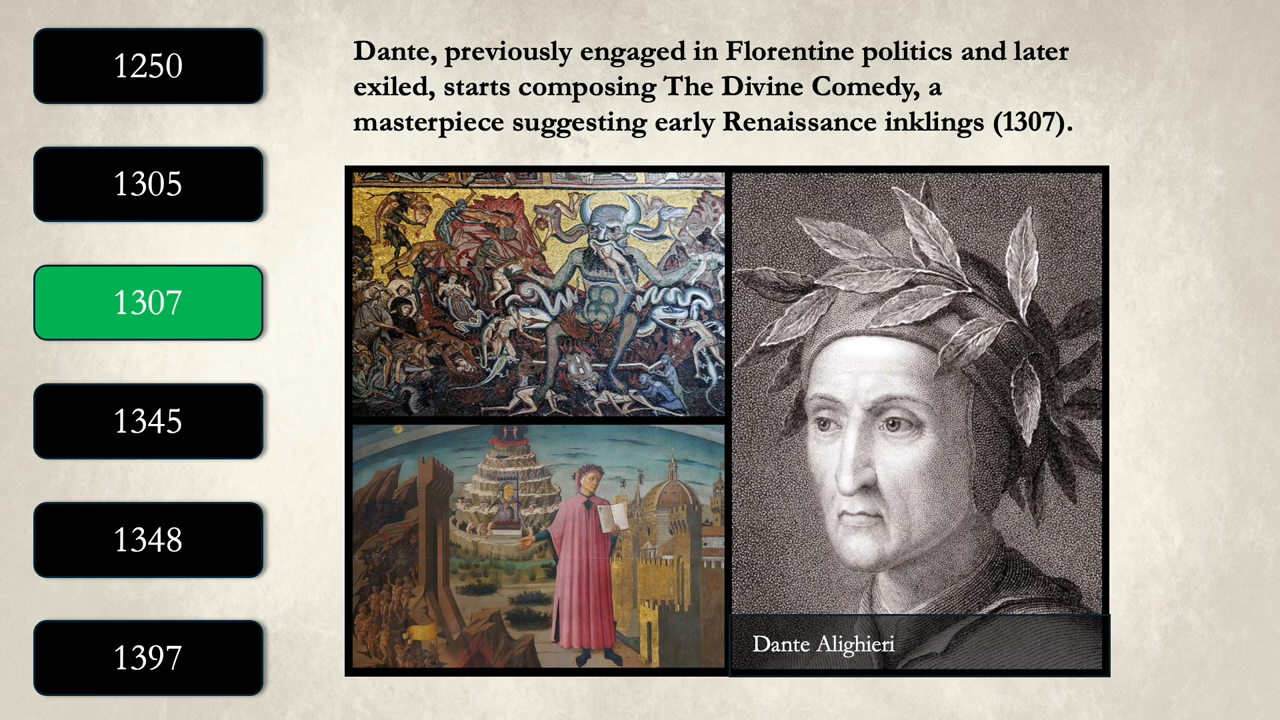 1250
1305
1307
1345
1348
1397
Dante, previously engaged in Florentine politics and later
exiled, starts composing The Divine Comedy, a
masterpiece suggesting early Renaissance inklings (1307).
Dante Alighieri